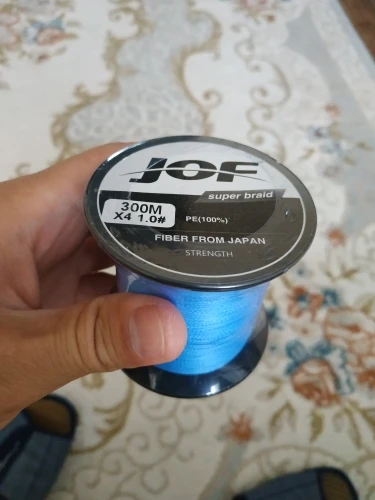 JOF
super braid
300M
X4 1.0#
PE(100%)
FIBER FROM JAPAN
STRENGTH